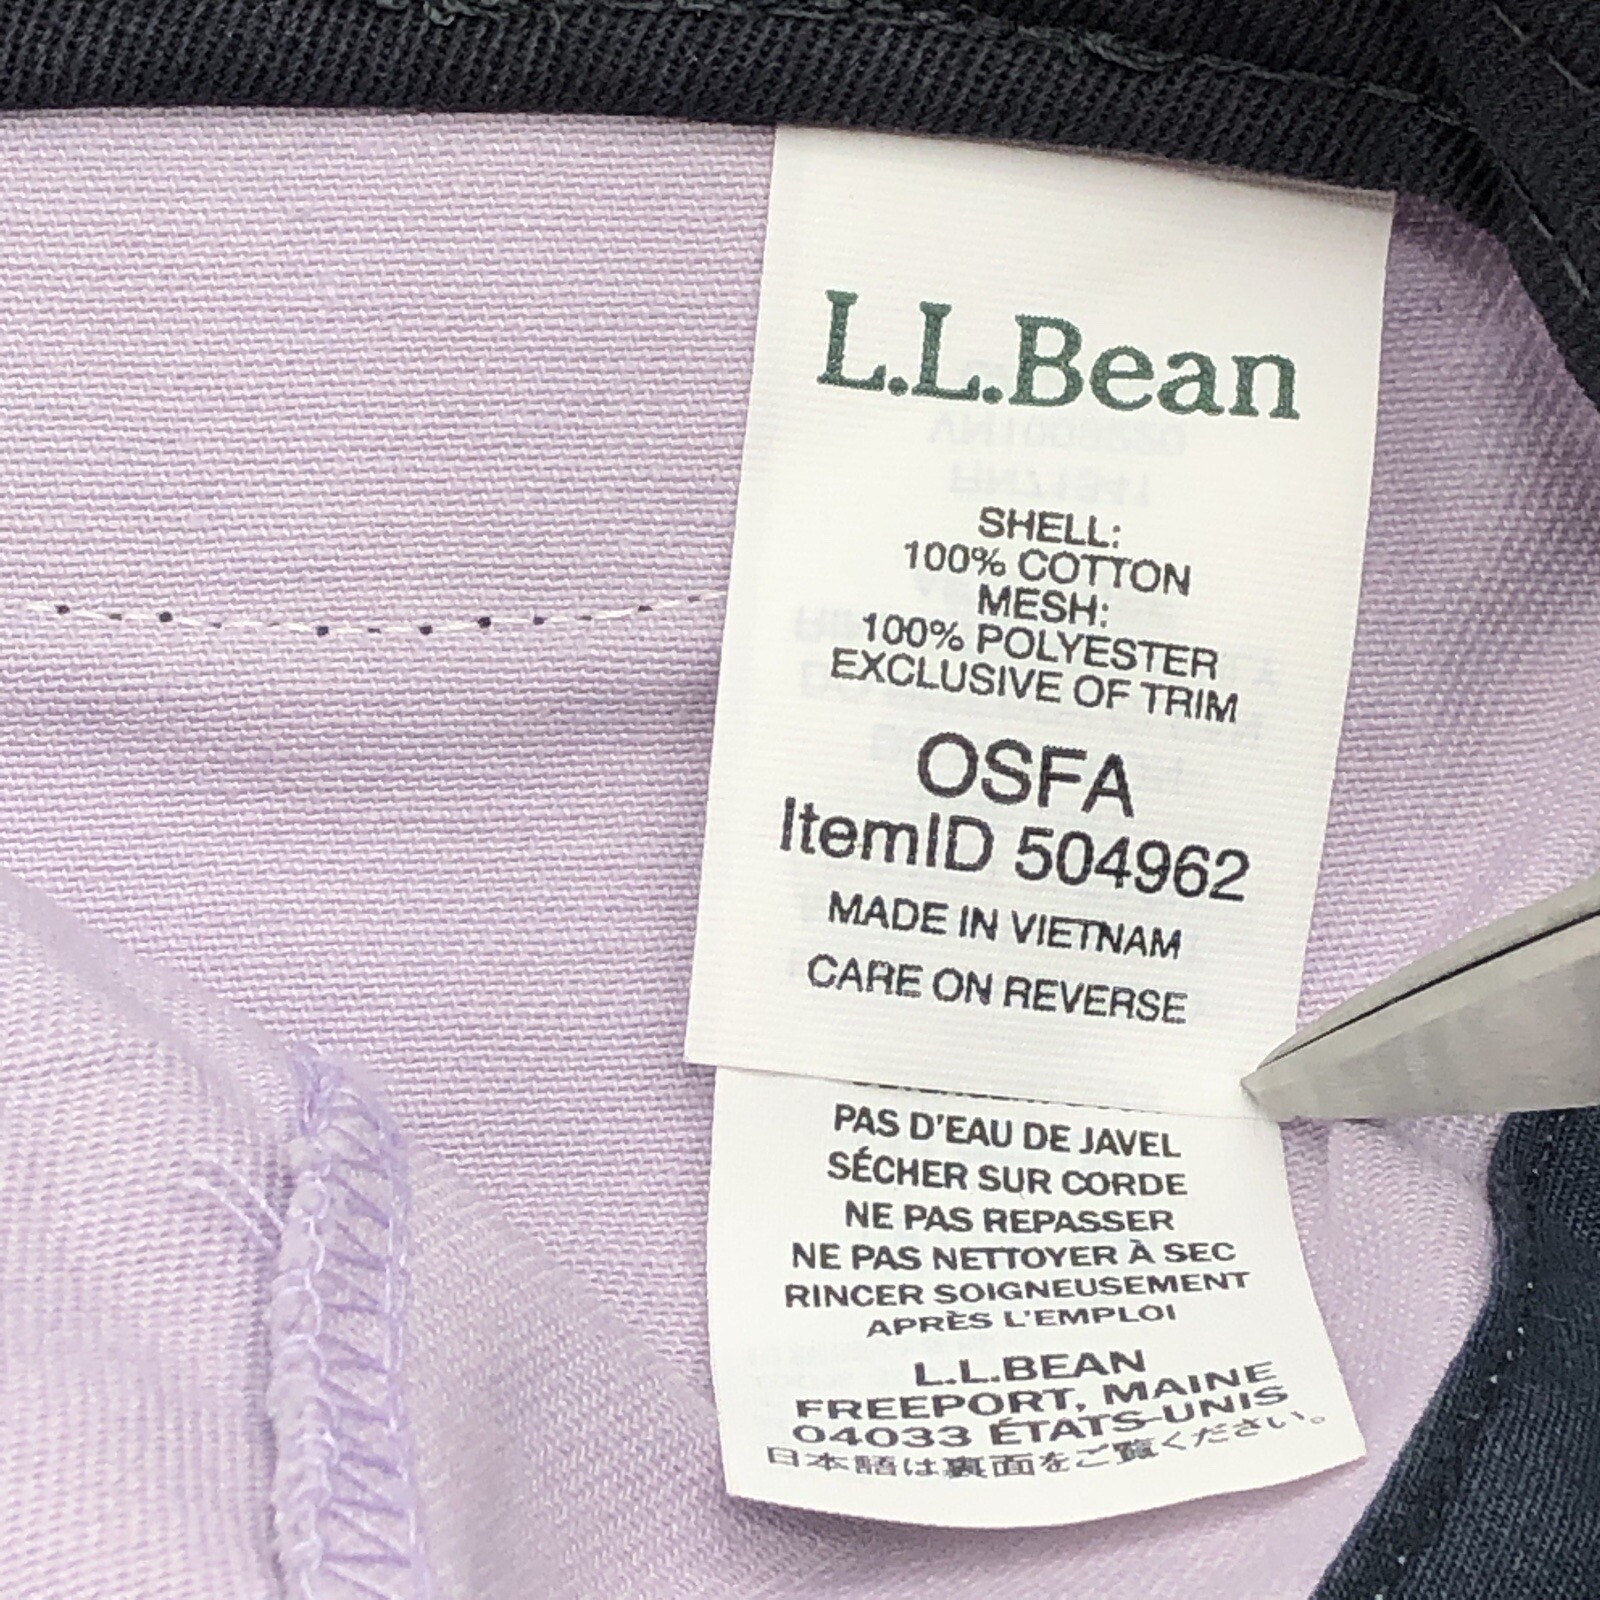 L.L.Bean
SHELL:
100% COTTON
MESH:
100% POLYESTER
EXCLUSIVE OF TRIM
OSFA
ItemID 504962
MADE IN VIETNAM
CARE ON REVERSE
PAS D'EAU DE JAVEL
SÉCHER SUR CORDE
NE PAS REPASSER
NE PAS NETTOYER À SEC
RINCER SOIGNEUSEMENT
APRÈS L'EMPLOI
L.L.BEAN
FREEPORT, MAINE
04033 ÉTATS-UNIS
日本語は裏面をご覧ください。